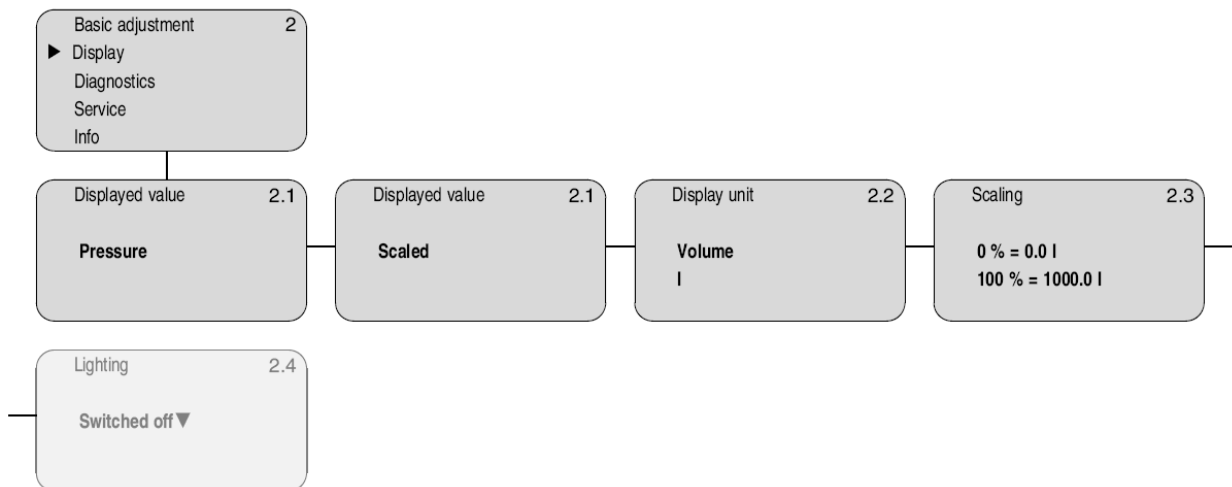 Basic adjustment 2
▶ Display
Diagnostics
Service
Info
Displayed value 2.1
Pressure
Displayed value 2.1
Scaled
Display unit 2.2
Volume
l
Scaling 2.3
0 % = 0.0 l
100 % = 1000.0 l
Lighting 2.4
Switched off▼